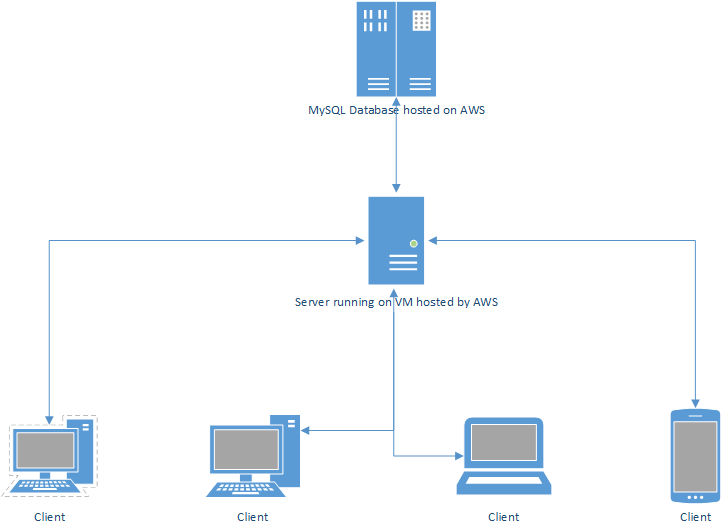 MySQL Database hosted on AWS
Server running on VM hosted by AWS
Client
Client
Client
Client